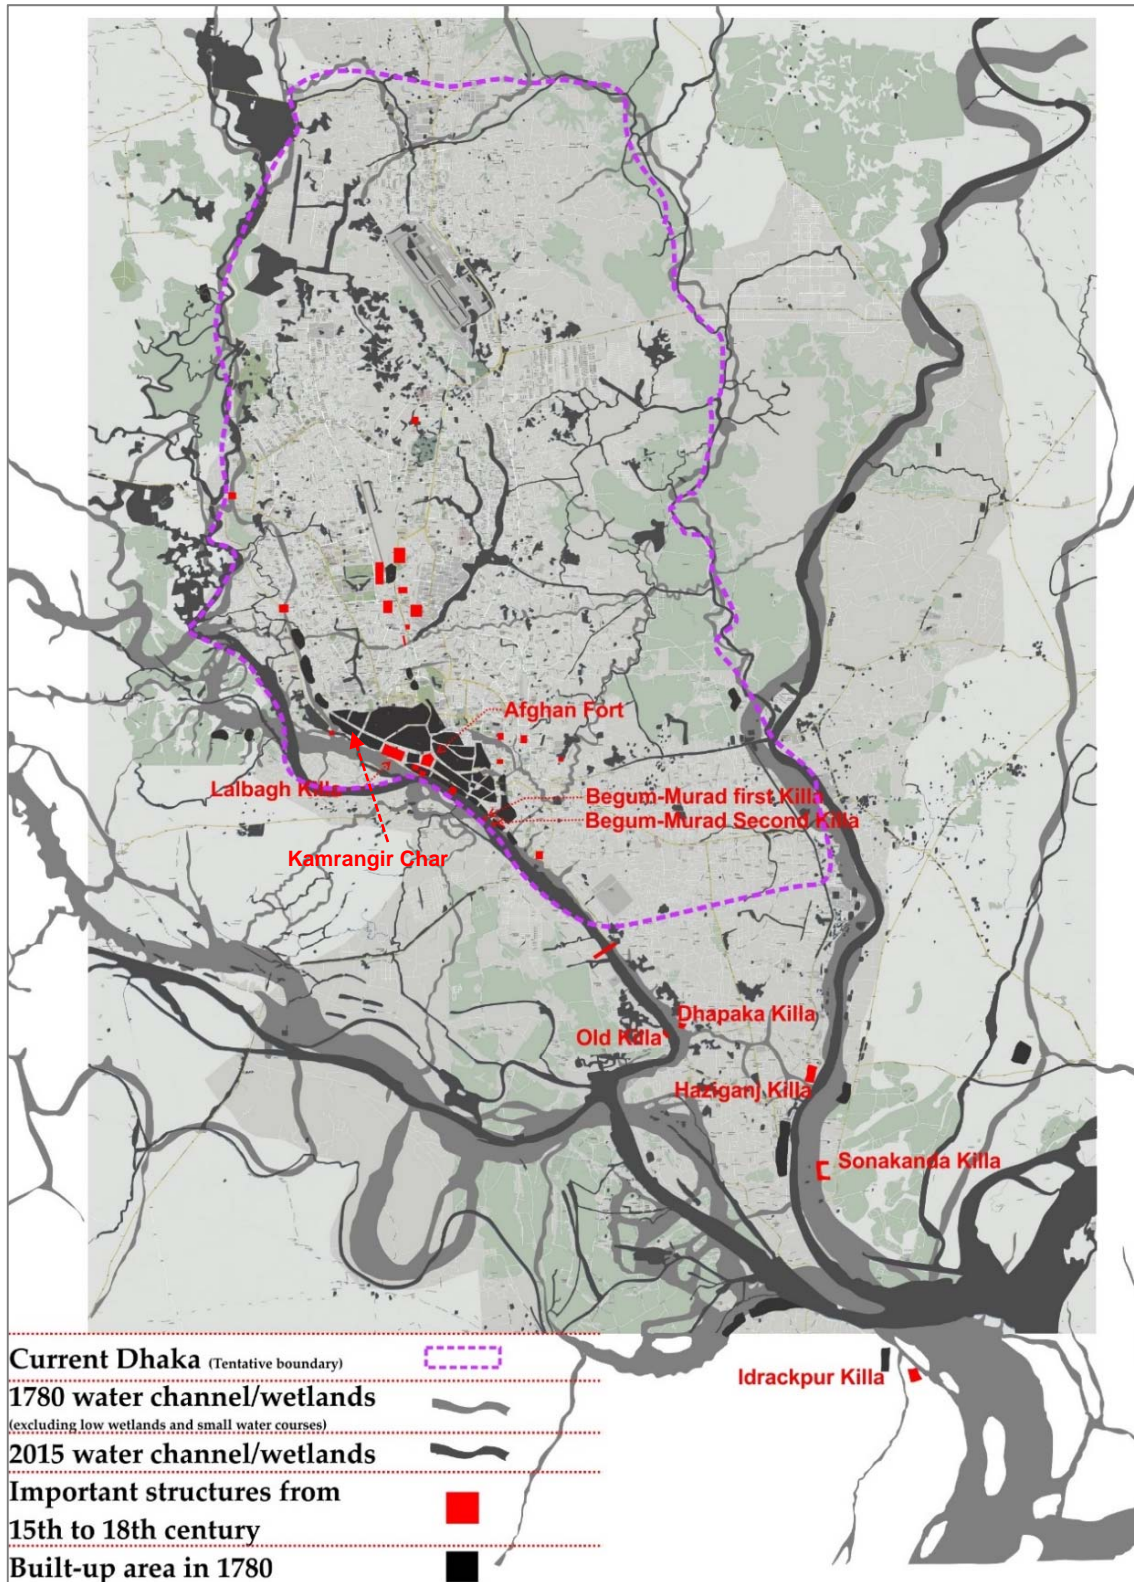 Afghan Fort
Lalbagh Killa
Begum-Murad first Killa
Begum-Murad Second Killa
Kamrangir Char
Dhapaka Killa
Old Killa
Haziganj Killa
Sonakanda Killa
Idrackpur Killa
Current Dhaka (Tentative boundary)
1780 water channel/wetlands
(excluding low wetlands and small water courses)
2015 water channel/wetlands
Important structures from
15th to 18th century
Built-up area in 1780